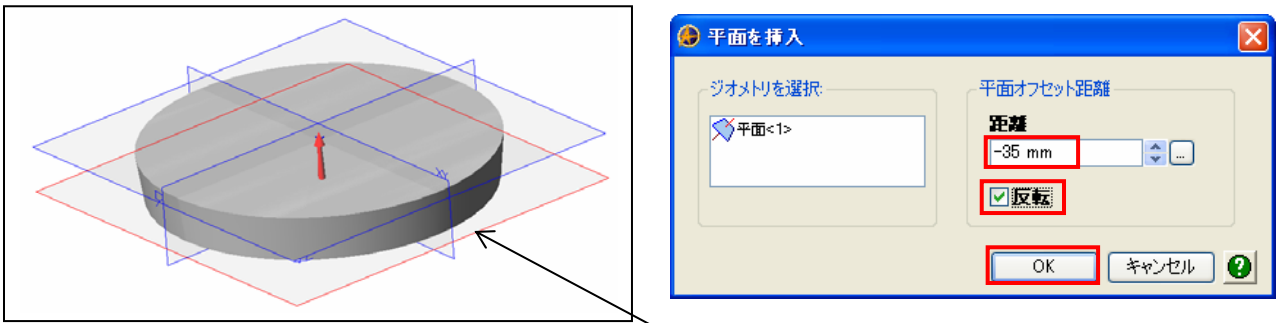 XY
平面を挿入
ジオメトリを選択:
平面<1>
平面オフセット距離
距離
-35 mm
...
反転
OK
キャンセル
?